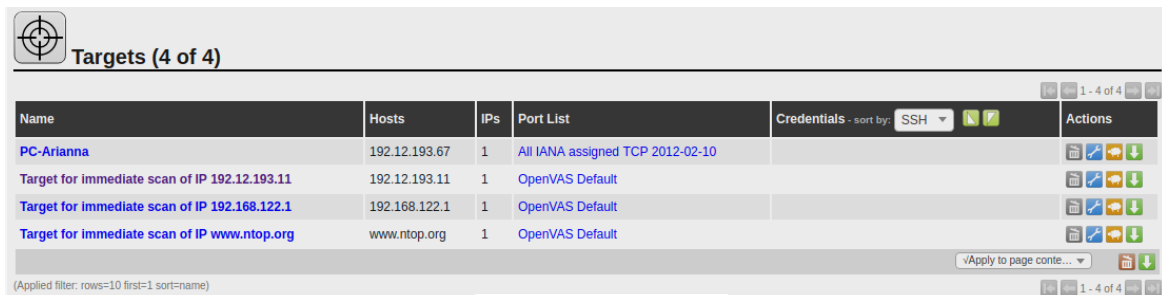 Targets (4 of 4)
1 - 4 of 4
Name Hosts IPs Port List Credentials - sort by: SSH Actions
PC-Arianna 192.12.193.67 1 All IANA assigned TCP 2012-02-10
Target for immediate scan of IP 192.12.193.11 192.12.193.11 1 OpenVAS Default
Target for immediate scan of IP 192.168.122.1 192.168.122.1 1 OpenVAS Default
Target for immediate scan of IP www.ntop.org www.ntop.org 1 OpenVAS Default
√Apply to page conte...
(Applied filter: rows=10 first=1 sort=name) 1 - 4 of 4